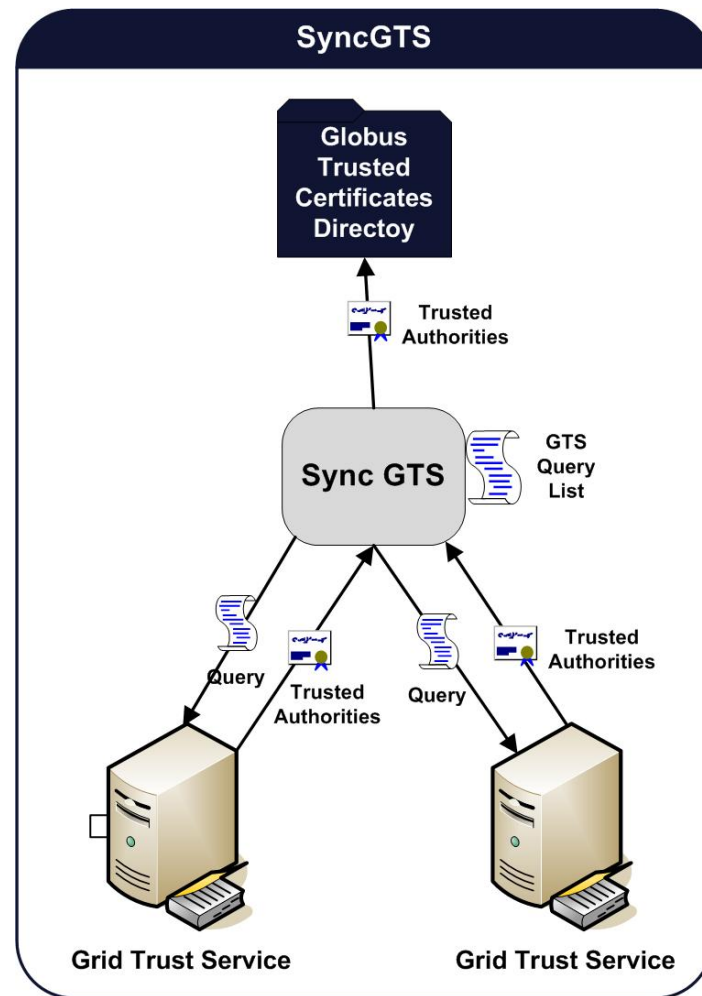 SyncGTS
Globus
Trusted
Certificates
Directoy
Trusted
Authorities
Sync GTS
GTS
Query
List
Query
Trusted
Authorities
Query
Trusted
Authorities
Grid Trust Service
Grid Trust Service